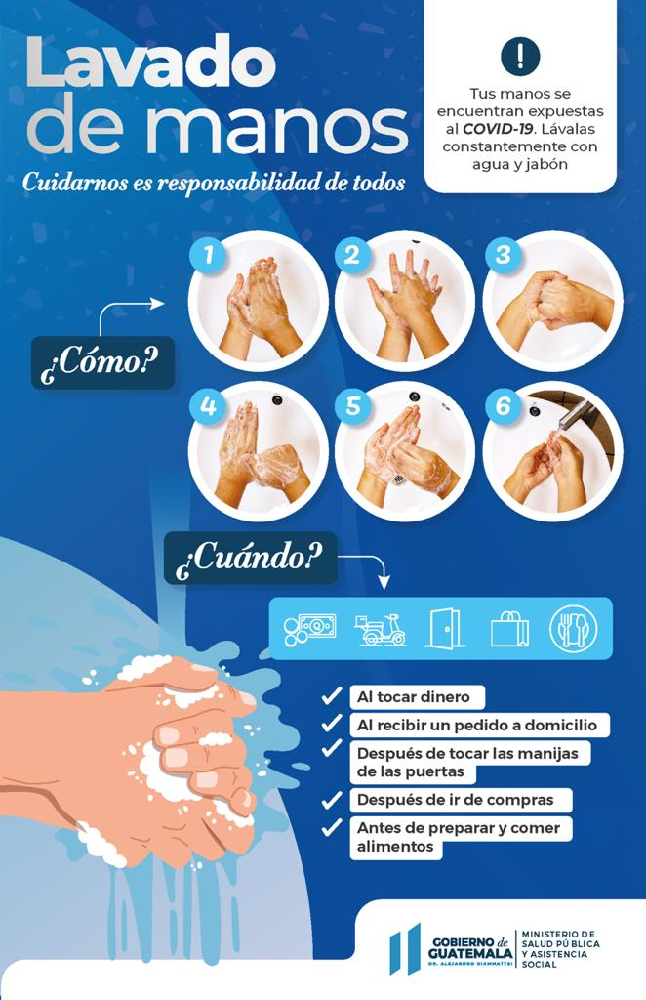 Lavado
de manos
Cuidarnos es responsabilidad de todos
!
Tus manos se
encuentran expuestas
al COVID-19. Lávalas
constantemente con
agua y jabón
1
2
3
¿Cómo?
4
5
6
¿Cuándo?
Al tocar dinero
Al recibir un pedido a domicilio
Después de tocar las manijas
de las puertas
Después de ir de compras
Antes de preparar y comer
alimentos
GOBIERNO de
GUATEMALA
DR. ALEJANDRO GIAMMATTEI
MINISTERIO DE
SALUD PÚBLICA
Y ASISTENCIA
SOCIAL